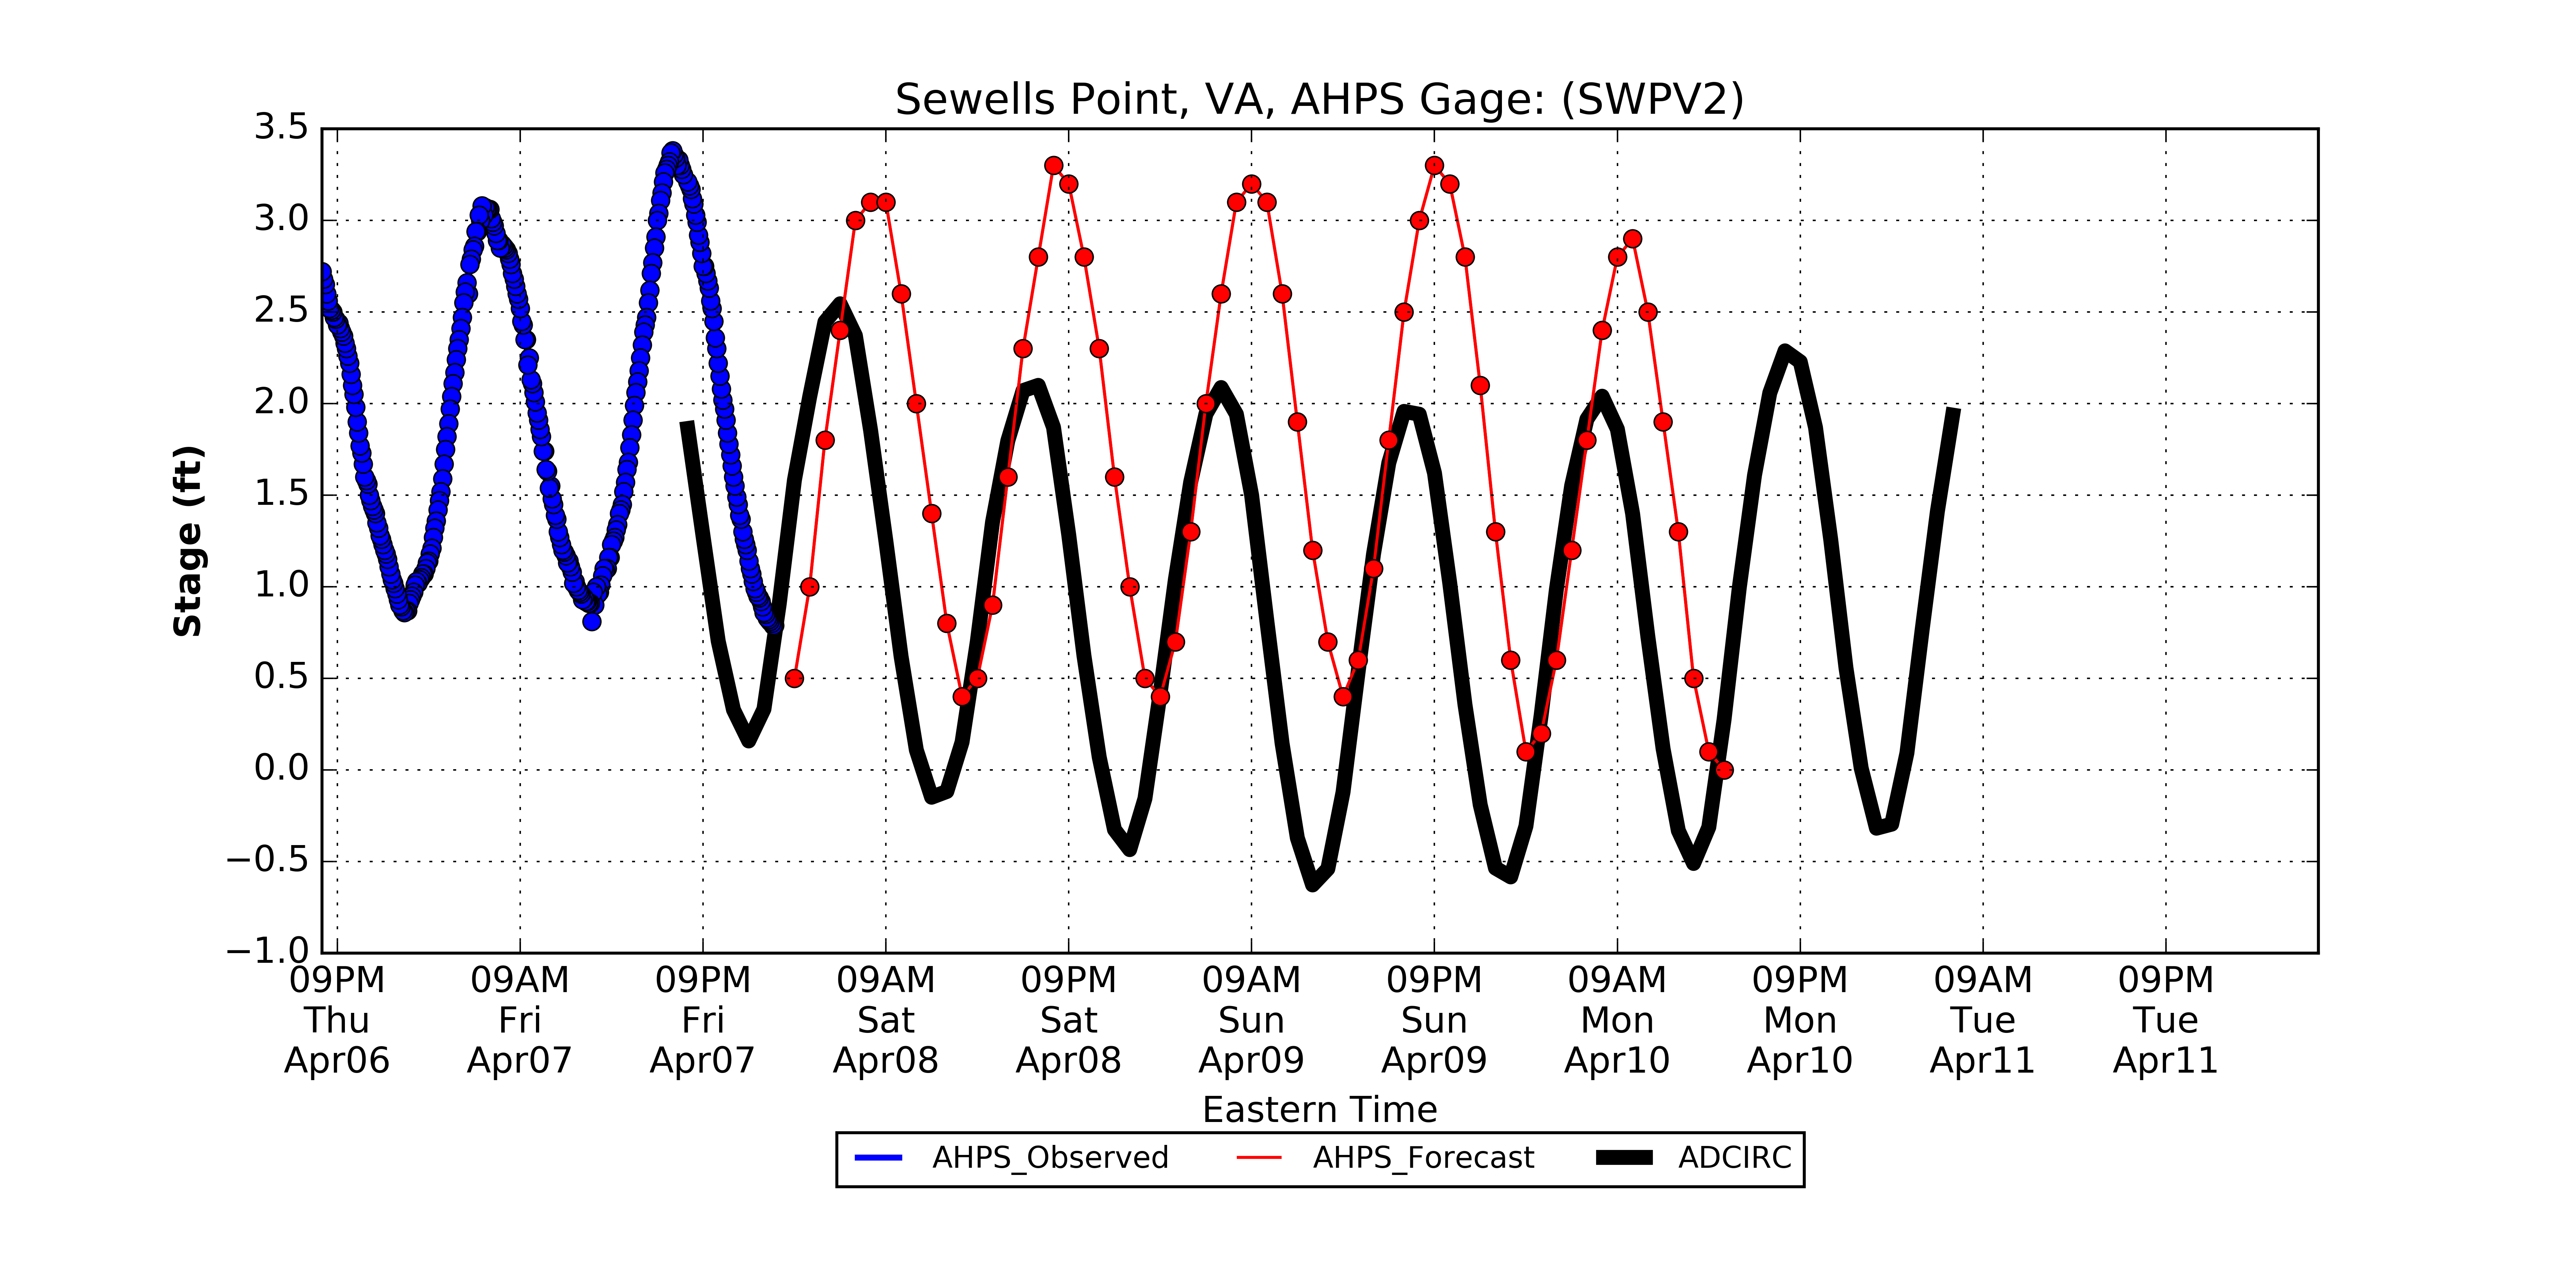 Sewells Point, VA, AHPS Gage: (SWPV2)
3.5
3.0
2.5
2.0
1.5
1.0
0.5
0.0
−0.5
−1.0
Stage (ft)
09PM 09AM 09PM 09AM 09PM 09AM 09PM 09AM 09PM 09AM 09PM
Thu Fri Fri Sat Sat Sun Sun Mon Mon Tue Tue
Apr06 Apr07 Apr07 Apr08 Apr08 Apr09 Apr09 Apr10 Apr10 Apr11 Apr11
Eastern Time
AHPS_Observed AHPS_Forecast ADCIRC